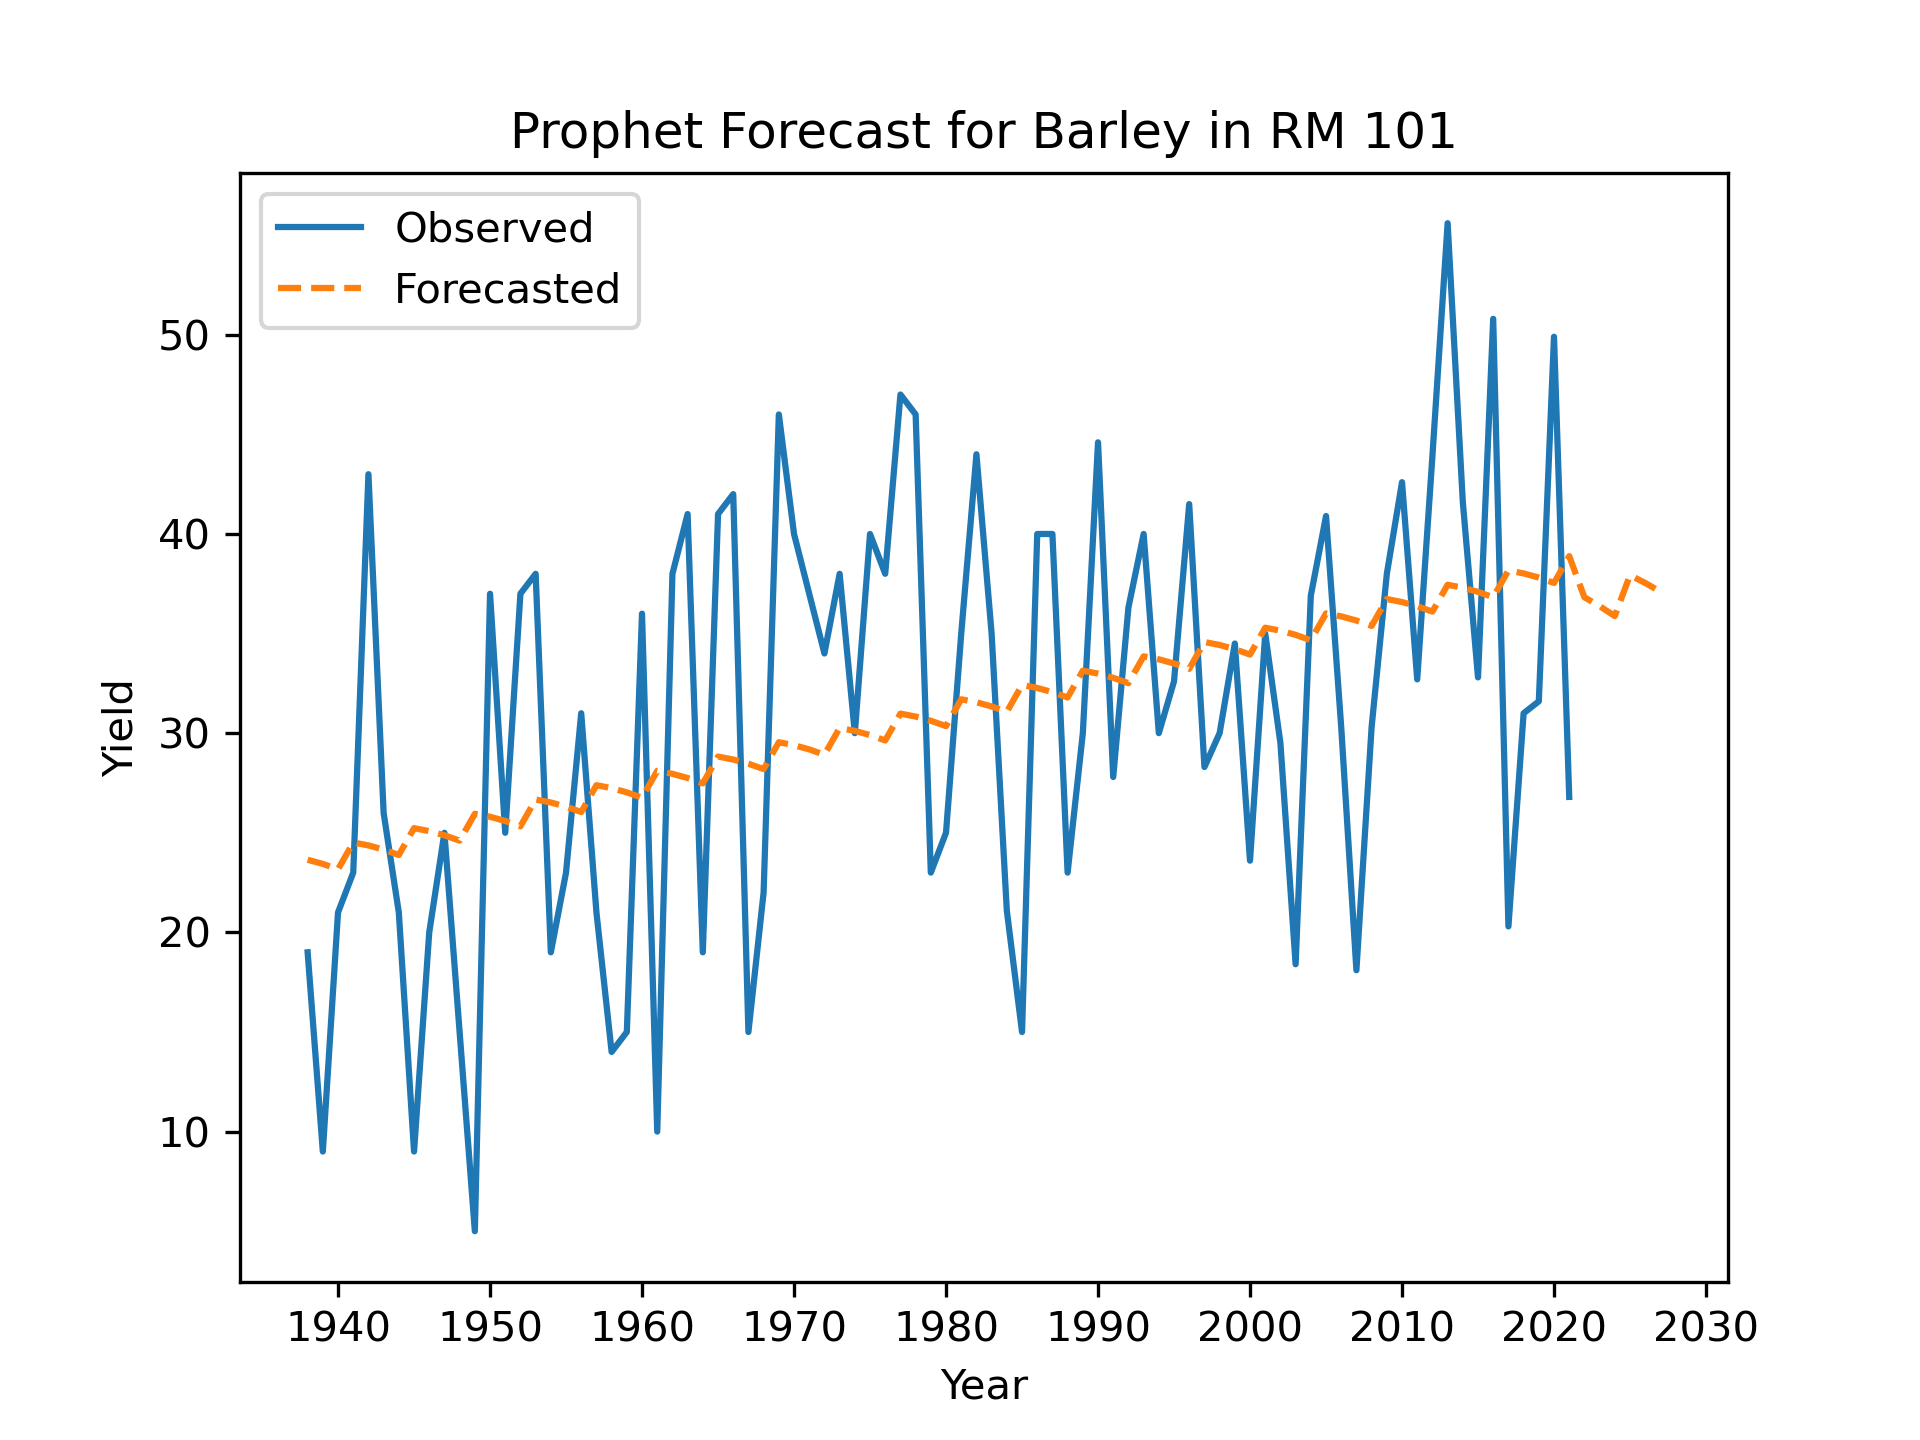 Prophet Forecast for Barley in RM 101
Observed
Forecasted
50
40
30
20
10
Yield
1940 1950 1960 1970 1980 1990 2000 2010 2020 2030
Year